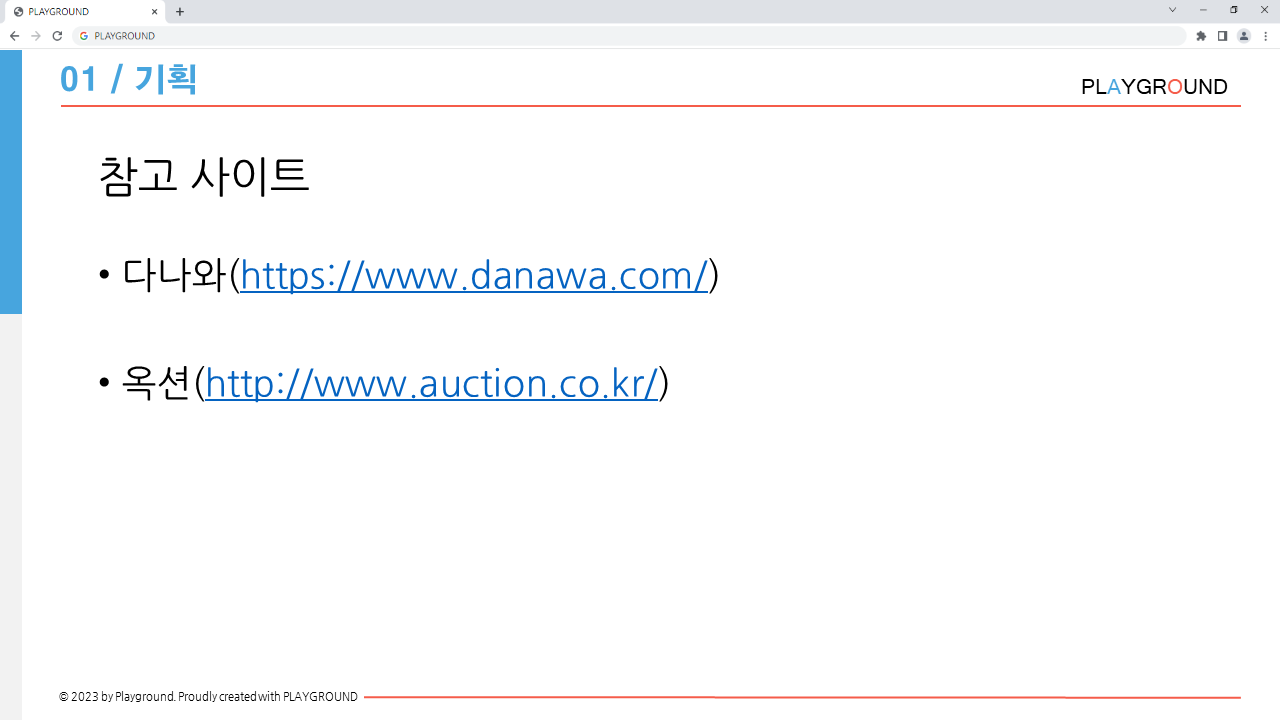 PLAYGROUND
PLAYGROUND
01 / 기획
PLAYGROUND
참고 사이트
• 다나와(https://www.danawa.com/)
• 옥션(http://www.auction.co.kr/)
© 2023 by Playground. Proudly created with PLAYGROUND